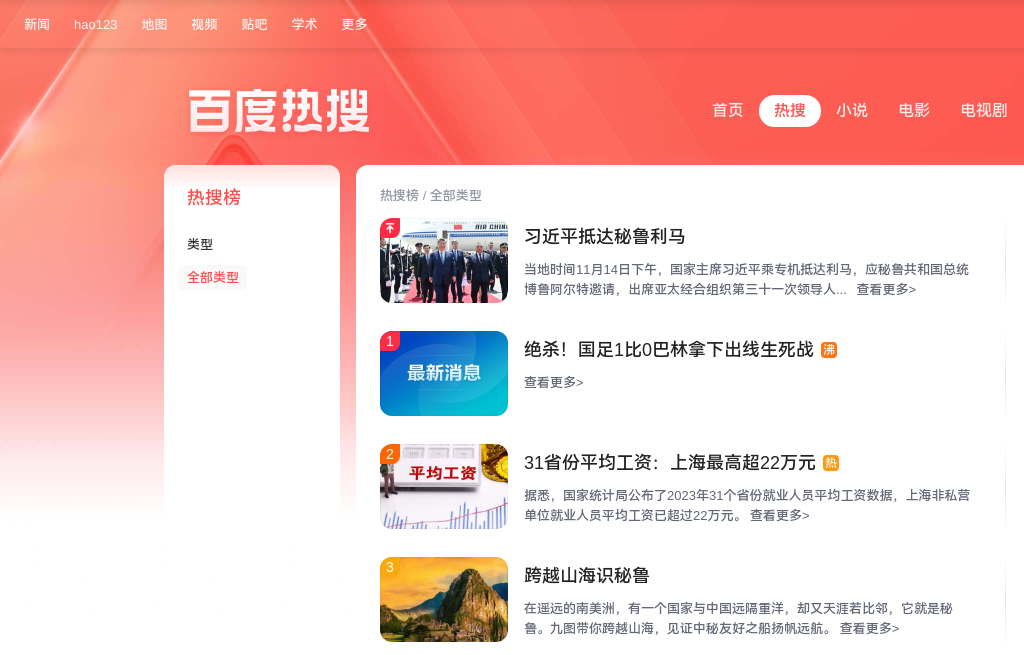 新闻 hao123 地图 视频 贴吧 学术 更多
百度热搜
首页 热搜 小说 电影 电视剧
热搜榜
类型
全部类型
热搜榜 / 全部类型
AIR CHIN
习近平抵达秘鲁利马
当地时间11月14日下午，国家主席习近平乘专机抵达利马，应秘鲁共和国总统
博鲁阿尔特邀请，出席亚太经合组织第三十一次领导人... 查看更多>
1
最新消息
绝杀！国足1比0巴林拿下出线生死战 沸
查看更多>
2
平均工资
31省份平均工资：上海最高超22万元 热
据悉，国家统计局公布了2023年31个省份就业人员平均工资数据，上海非私营
单位就业人员平均工资已超过22万元。 查看更多>
3
跨越山海识秘鲁
在遥远的南美洲，有一个国家与中国远隔重洋，却又天涯若比邻，它就是秘
鲁。九图带你跨越山海，见证中秘友好之船扬帆远航。 查看更多>